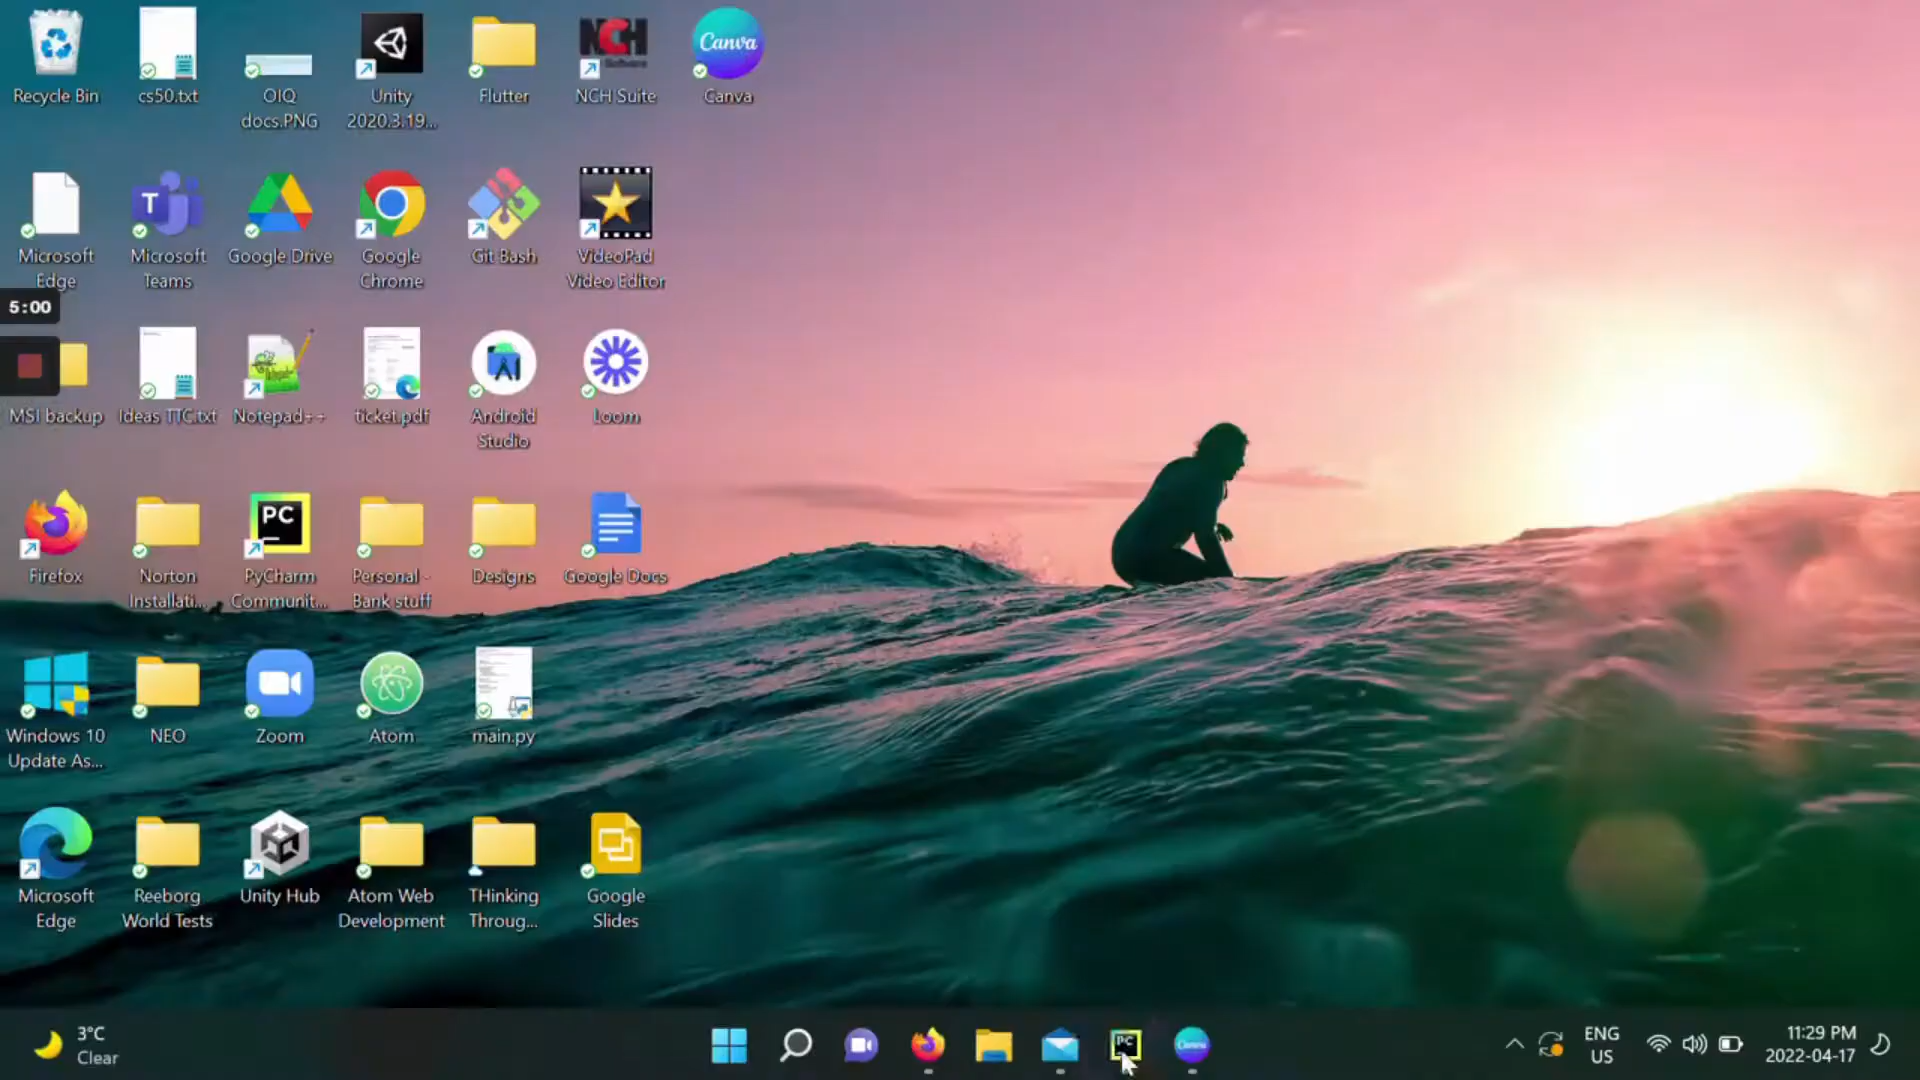 Recycle Bin
cs50.txt
OIQ
docs.PNG
Unity
2020.3.19...
Flutter
NCH
Software
NCH Suite
Canva
Canva
Microsoft
Edge
T
Microsoft
Teams
Google Drive
Google
Chrome
Git Bash
VideoPad
Video Editor
5:00
MSI backup
Ideas TTC.txt
Notepad++
ticket.pdf
Android
Studio
Loom
Firefox
Norton
Installati...
PC
PyCharm
Communit...
Personal -
Bank stuff
Designs
Google Docs
Windows 10
Update As...
NEO
Zoom
Atom
main.py
Microsoft
Edge
Reeborg
World Tests
Unity Hub
Atom Web
Development
THinking
Throug...
Google
Slides
3°C
Clear
PC
Canva
ENG
US
11:29 PM
2022-04-17